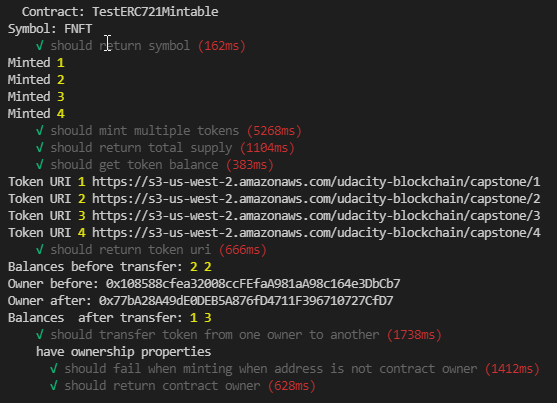 Contract: TestERC721Mintable
Symbol: FNFT
√ should return symbol (162ms)
Minted 1
Minted 2
Minted 3
Minted 4
√ should mint multiple tokens (5268ms)
√ should return total supply (1104ms)
√ should get token balance (383ms)
Token URI 1 https://s3-us-west-2.amazonaws.com/udacity-blockchain/capstone/1
Token URI 2 https://s3-us-west-2.amazonaws.com/udacity-blockchain/capstone/2
Token URI 3 https://s3-us-west-2.amazonaws.com/udacity-blockchain/capstone/3
Token URI 4 https://s3-us-west-2.amazonaws.com/udacity-blockchain/capstone/4
√ should return token uri (666ms)
Balances before transfer: 2 2
Owner before: 0x108588cfea32008ccFEfaA981aA98c164e3DbCb7
Owner after: 0x77bA28A49dE0DEB5A876fD4711F396710727CfD7
Balances  after transfer: 1 3
√ should transfer token from one owner to another (1738ms)
have ownership properties
√ should fail when minting when address is not contract owner (1412ms)
√ should return contract owner (628ms)